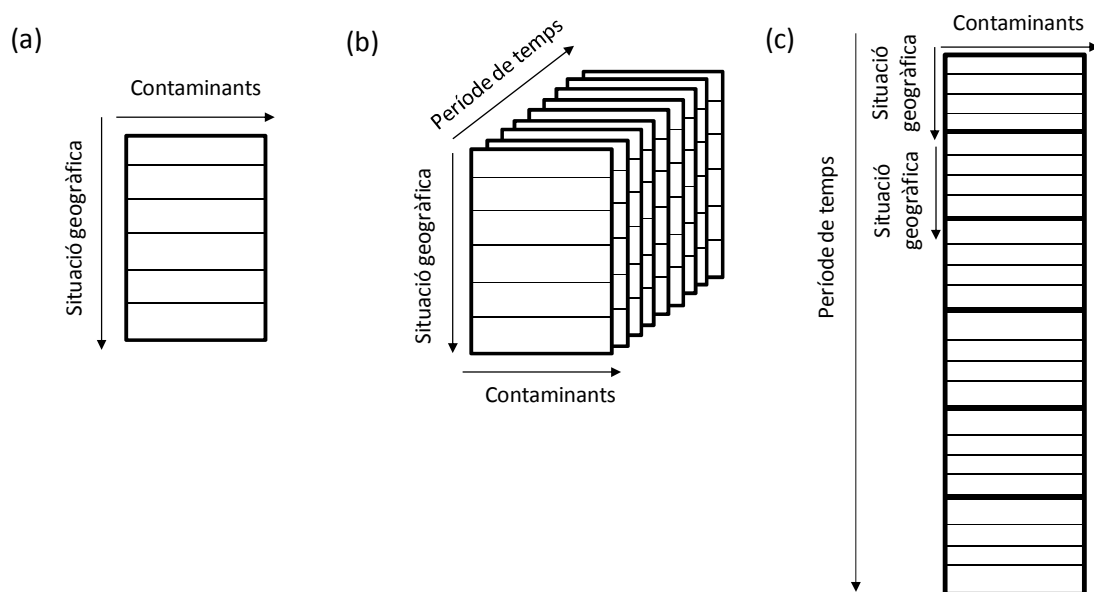 (a)
Contaminants
Situació geogràfica
(b)
Període de temps
Situació geogràfica
Contaminants
(c)
Contaminants
Període de temps
Situació
geogràfica
Situació
geogràfica